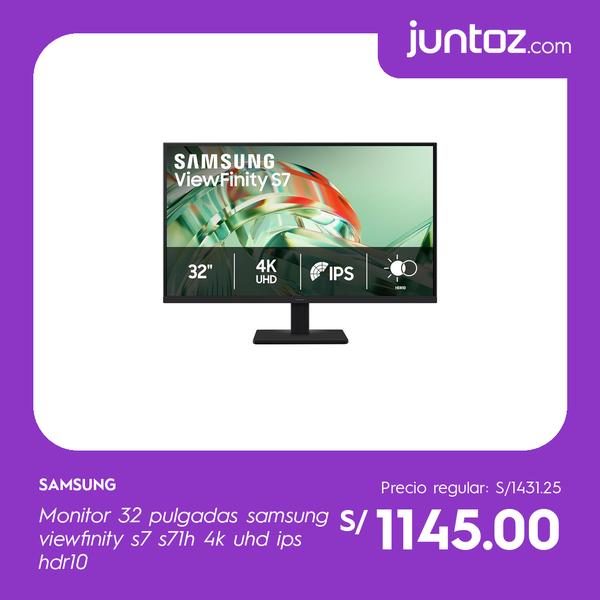 juntoz.com
SAMSUNG
ViewFinity S7
32"
4K
UHD
IPS
HDR10
SAMSUNG
Precio regular: S/1431.25
Monitor 32 pulgadas samsung
viewfinity s7 s71h 4k uhd ips
hdr10
S/ 1145.00